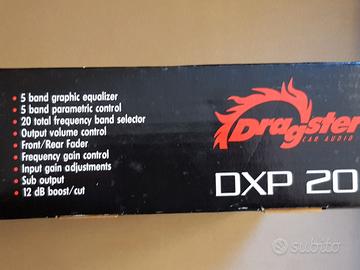 5 band graphic equalizer
5 band parametric control
20 total frequency band selector
Output volume control
Front/Rear Fader
Frequency gain control
Input gain adjustments
Sub output
12 dB boost/cut
Dragster
CAR AUDIO
DXP 20
subito